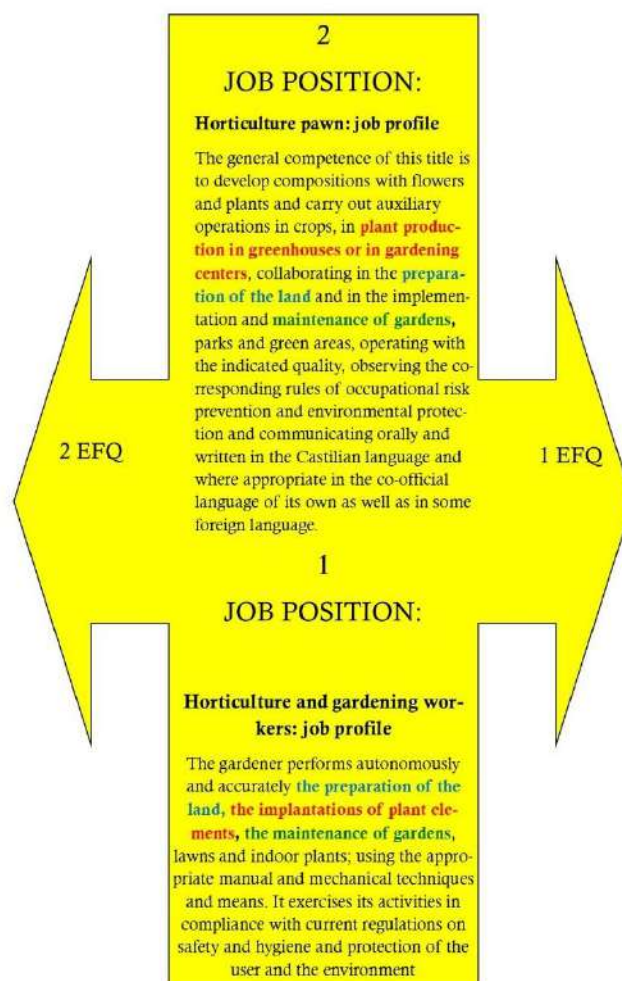 2
JOB POSITION:
Horticulture pawn: job profile
The general competence of this title is
to develop compositions with flowers
and plants and carry out auxiliary
operations in crops, in plant produc-
tion in greenhouses or in gardening
centers, collaborating in the prepara-
tion of the land and in the implemen-
tation and maintenance of gardens,
parks and green areas, operating with
the indicated quality, observing the co-
rresponding rules of occupational risk
prevention and environmental protec-
tion and communicating orally and
written in the Castilian language and
where appropriate in the co-official
language of its own as well as in some
foreign language.
2 EFQ
1 EFQ
1
JOB POSITION:
Horticulture and gardening wor-
kers: job profile
The gardener performs autonomously
and accurately the preparation of the
land, the implantations of plant ele-
ments, the maintenance of gardens,
lawns and indoor plants; using the appro-
priate manual and mechanical techniques
and means. It exercises its activities in
compliance with current regulations on
safety and hygiene and protection of the
user and the environment